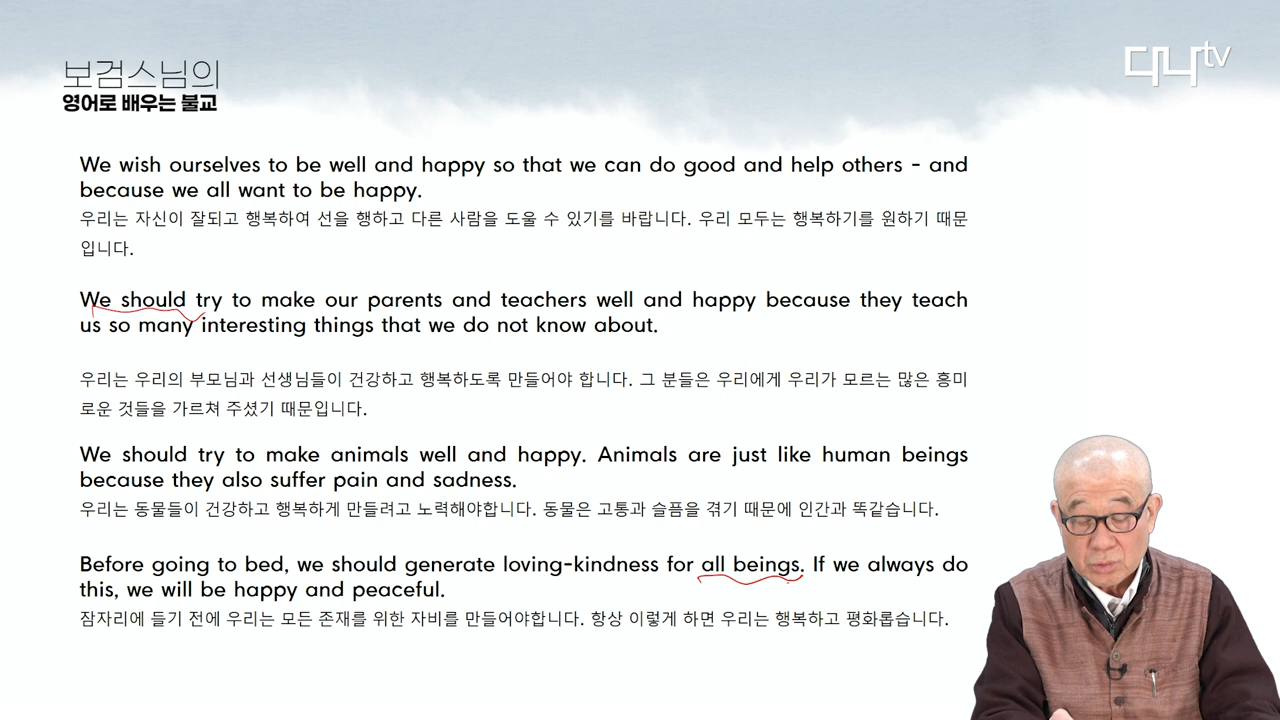 보검스님의
영어로 배우는 불교
We wish ourselves to be well and happy so that we can do good and help others - and
because we all want to be happy.
우리는 자신이 잘되고 행복하여 선을 행하고 다른 사람을 도울 수 있기를 바랍니다. 우리 모두는 행복하기를 원하기 때문
입니다.
We should try to make our parents and teachers well and happy because they teach
us so many interesting things that we do not know about.
우리는 우리의 부모님과 선생님들이 건강하고 행복하도록 만들어야 합니다. 그 분들은 우리에게 우리가 모르는 많은 흥미
로운 것들을 가르쳐 주셨기 때문입니다.
We should try to make animals well and happy. Animals are just like human beings
because they also suffer pain and sadness.
우리는 동물들이 건강하고 행복하게 만들려고 노력해야합니다. 동물은 고통과 슬픔을 겪기 때문에 인간과 똑같습니다.
Before going to bed, we should generate loving-kindness for all beings. If we always do
this, we will be happy and peaceful.
잠자리에 들기 전에 우리는 모든 존재를 위한 자비를 만들어야합니다. 항상 이렇게 하면 우리는 행복하고 평화롭습니다.